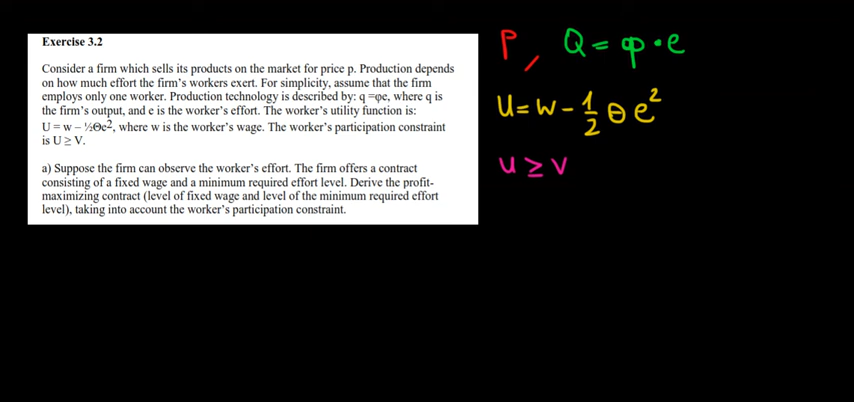 Exercise 3.2
Consider a firm which sells its products on the market for price p. Production depends
on how much effort the firm's workers exert. For simplicity, assume that the firm
employs only one worker. Production technology is described by: q =φe, where q is
the firm's output, and e is the worker's effort. The worker's utility function is:
U = w – ½Θe², where w is the worker's wage. The worker's participation constraint
is U ≥ V.
a) Suppose the firm can observe the worker's effort. The firm offers a contract
consisting of a fixed wage and a minimum required effort level. Derive the profit-
maximizing contract (level of fixed wage and level of the minimum required effort
level), taking into account the worker's participation constraint.
P, Q = φ · e
U = w - 1/2 Θ e²
U ≥ V